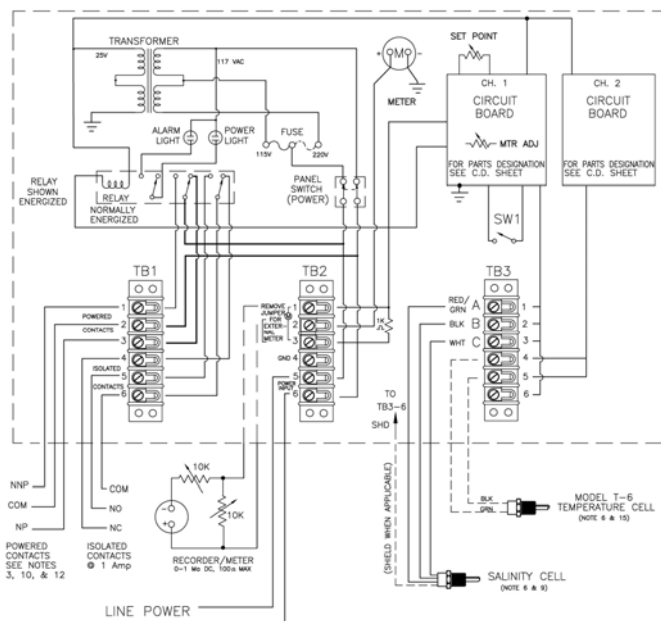 TRANSFORMER
25V
117 VAC
SET POINT
M
METER
CH. 1
CIRCUIT
BOARD
MTR ADJ
FOR PARTS DESIGNATION
SEE C.D. SHEET
CH. 2
CIRCUIT
BOARD
FOR PARTS DESIGNATION
SEE C.D. SHEET
ALARM
LIGHT
POWER
LIGHT
FUSE
115V
220V
RELAY
SHOWN
ENERGIZED
RELAY
NORMALLY
ENERGIZED
PANEL
SWITCH
(POWER)
SW1
TB1
1
POWERED
2
CONTACTS
3
4
ISOLATED
5
CONTACTS
6
TB2
REMOVE
JUMPER
FOR
EXTER-
NAL
METER
1
2
3
GND 4
5
POWER
INPUT
6
1K
TB3
RED/
GRN
A
1
BLK B
2
WHT C
3
4
5
6
TO
TB3-6
SHD
(SHIELD WHEN APPLICABLE)
NNP
COM
NP
POWERED
CONTACTS
SEE NOTES
3, 10, & 12
COM
NO
NC
ISOLATED
CONTACTS
@ 1 Amp
10K
10K
RECORDER/METER
0-1 Ma DC, 100Ω MAX
LINE POWER
BLK
GRN
MODEL T-6
TEMPERATURE CELL
(NOTE 6 & 15)
SALINITY CELL
(NOTE 6 & 9)